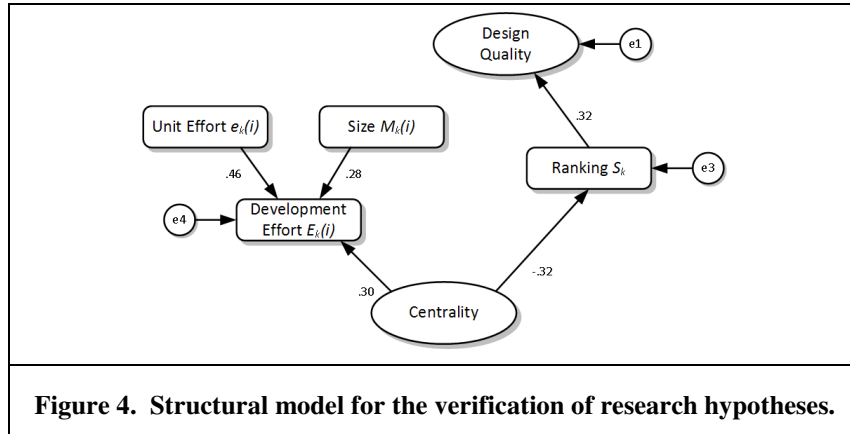 Design
Quality
e1
Unit Effort eₖ(i)
Size Mₖ(i)
.32
Ranking Sₖ
e3
.46
.28
Development
Effort Eₖ(i)
e4
-.32
.30
Centrality
Figure 4. Structural model for the verification of research hypotheses.